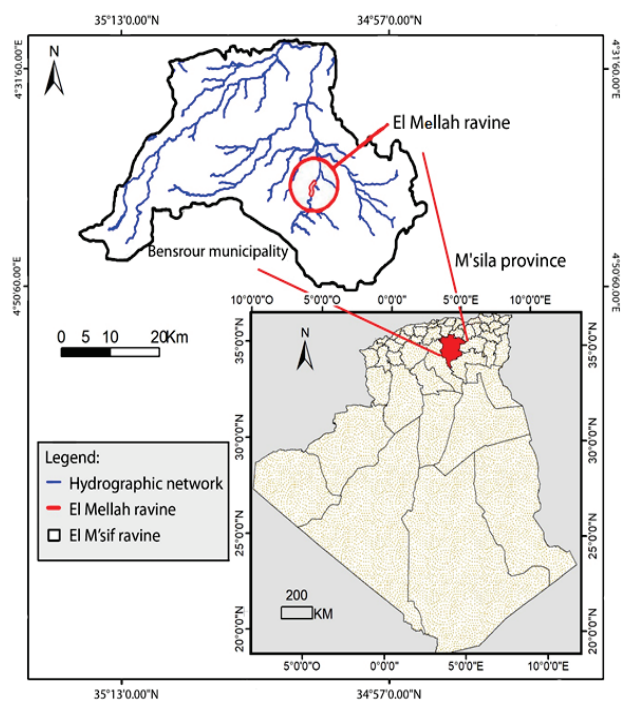 35°13'0.00"N
34°57'0.00"N
4°31'60.00"E
4°31'60.00"E
N
El Mellah ravine
Bensrour municipality
M'sila province
4°50'60.00"E
4°50'60.00"E
10°0'0"O
5°0'0"O
0°0'0"
5°0'0"E
10°0'0"E
0 5 10 20Km
N
35°0'0"N
35°0'0"N
30°0'0"N
30°0'0"N
25°0'0"N
25°0'0"N
20°0'0"N
20°0'0"N
Legend:
Hydrographic network
El Mellah ravine
El M'sif ravine
200
KM
5°0'0"O
0°0'0"
5°0'0"E
10°0'0"E
35°13'0.00"N
34°57'0.00"N